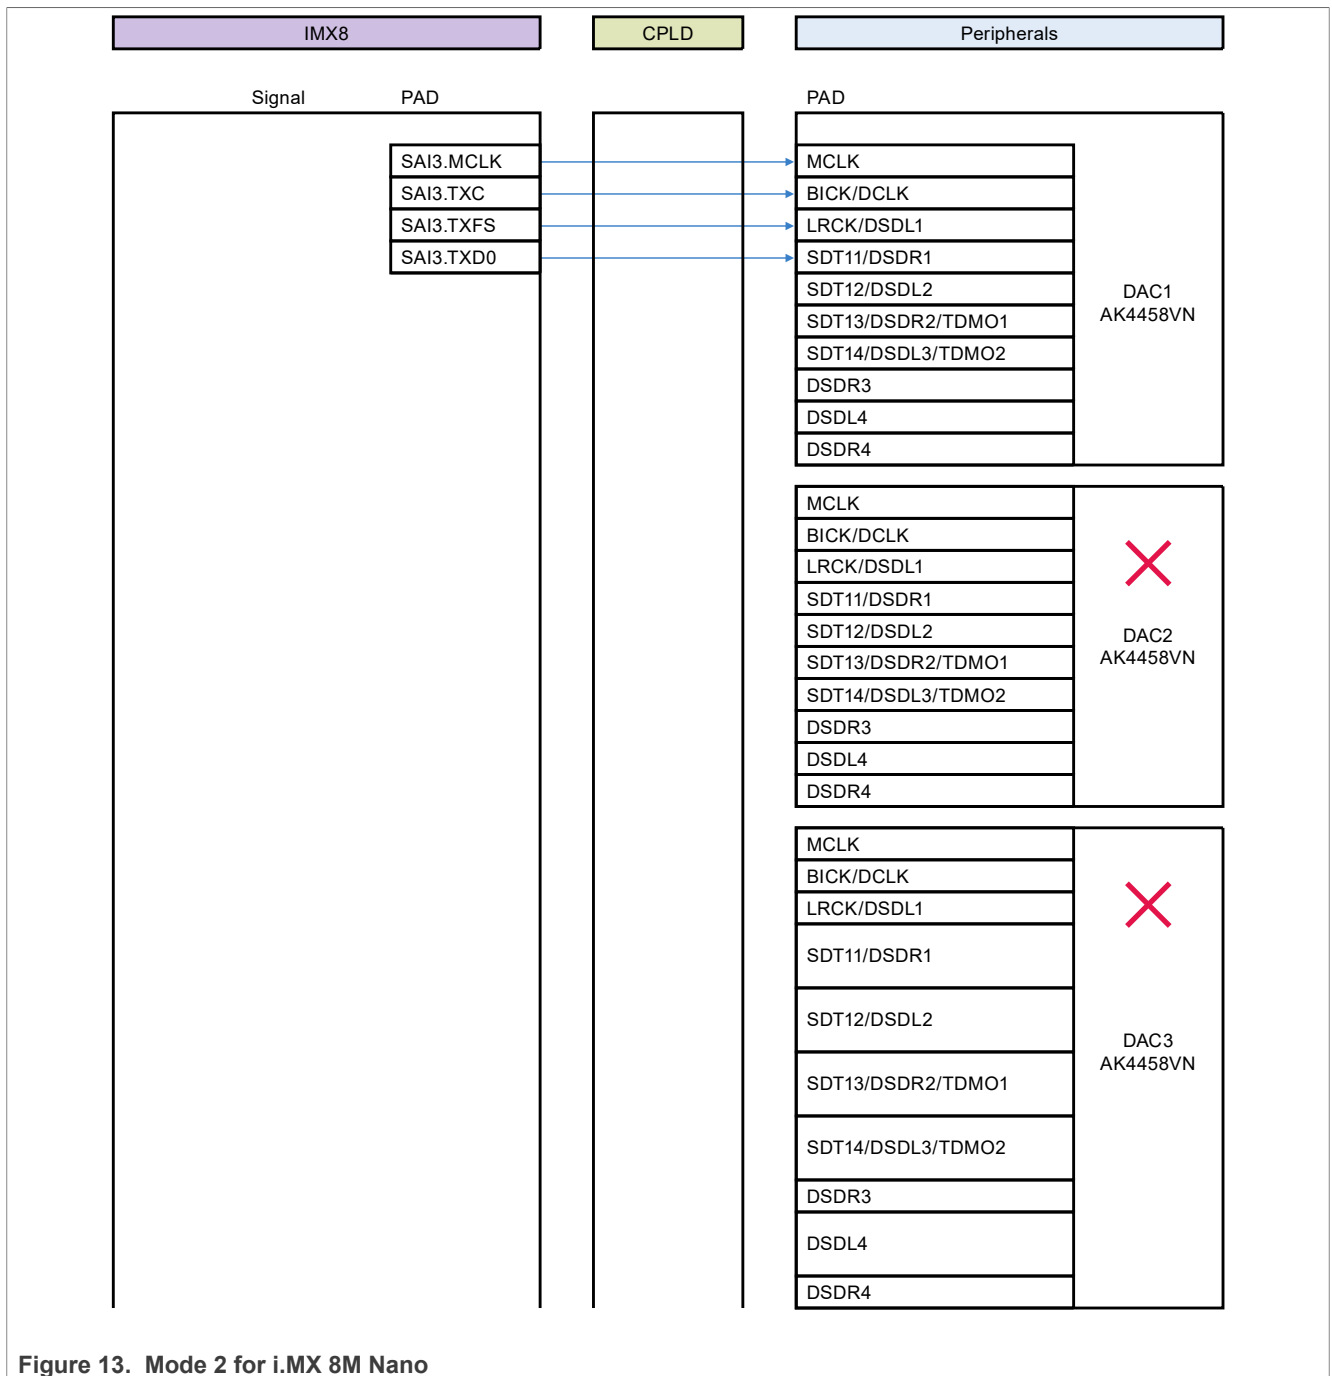 IMX8 CPLD Peripherals
Signal PAD PAD
SAI3.MCLK MCLK
SAI3.TXC BICK/DCLK
SAI3.TXFS LRCK/DSDL1
SAI3.TXD0 SDT11/DSDR1
SDT12/DSDL2
SDT13/DSDR2/TDMO1
SDT14/DSDL3/TDMO2
DSDR3
DSDL4
DSDR4
DAC1
AK4458VN
MCLK
BICK/DCLK
LRCK/DSDL1
SDT11/DSDR1
SDT12/DSDL2
SDT13/DSDR2/TDMO1
SDT14/DSDL3/TDMO2
DSDR3
DSDL4
DSDR4
DAC2
AK4458VN
MCLK
BICK/DCLK
LRCK/DSDL1
SDT11/DSDR1
SDT12/DSDL2
SDT13/DSDR2/TDMO1
SDT14/DSDL3/TDMO2
DSDR3
DSDL4
DSDR4
DAC3
AK4458VN
Figure 13. Mode 2 for i.MX 8M Nano